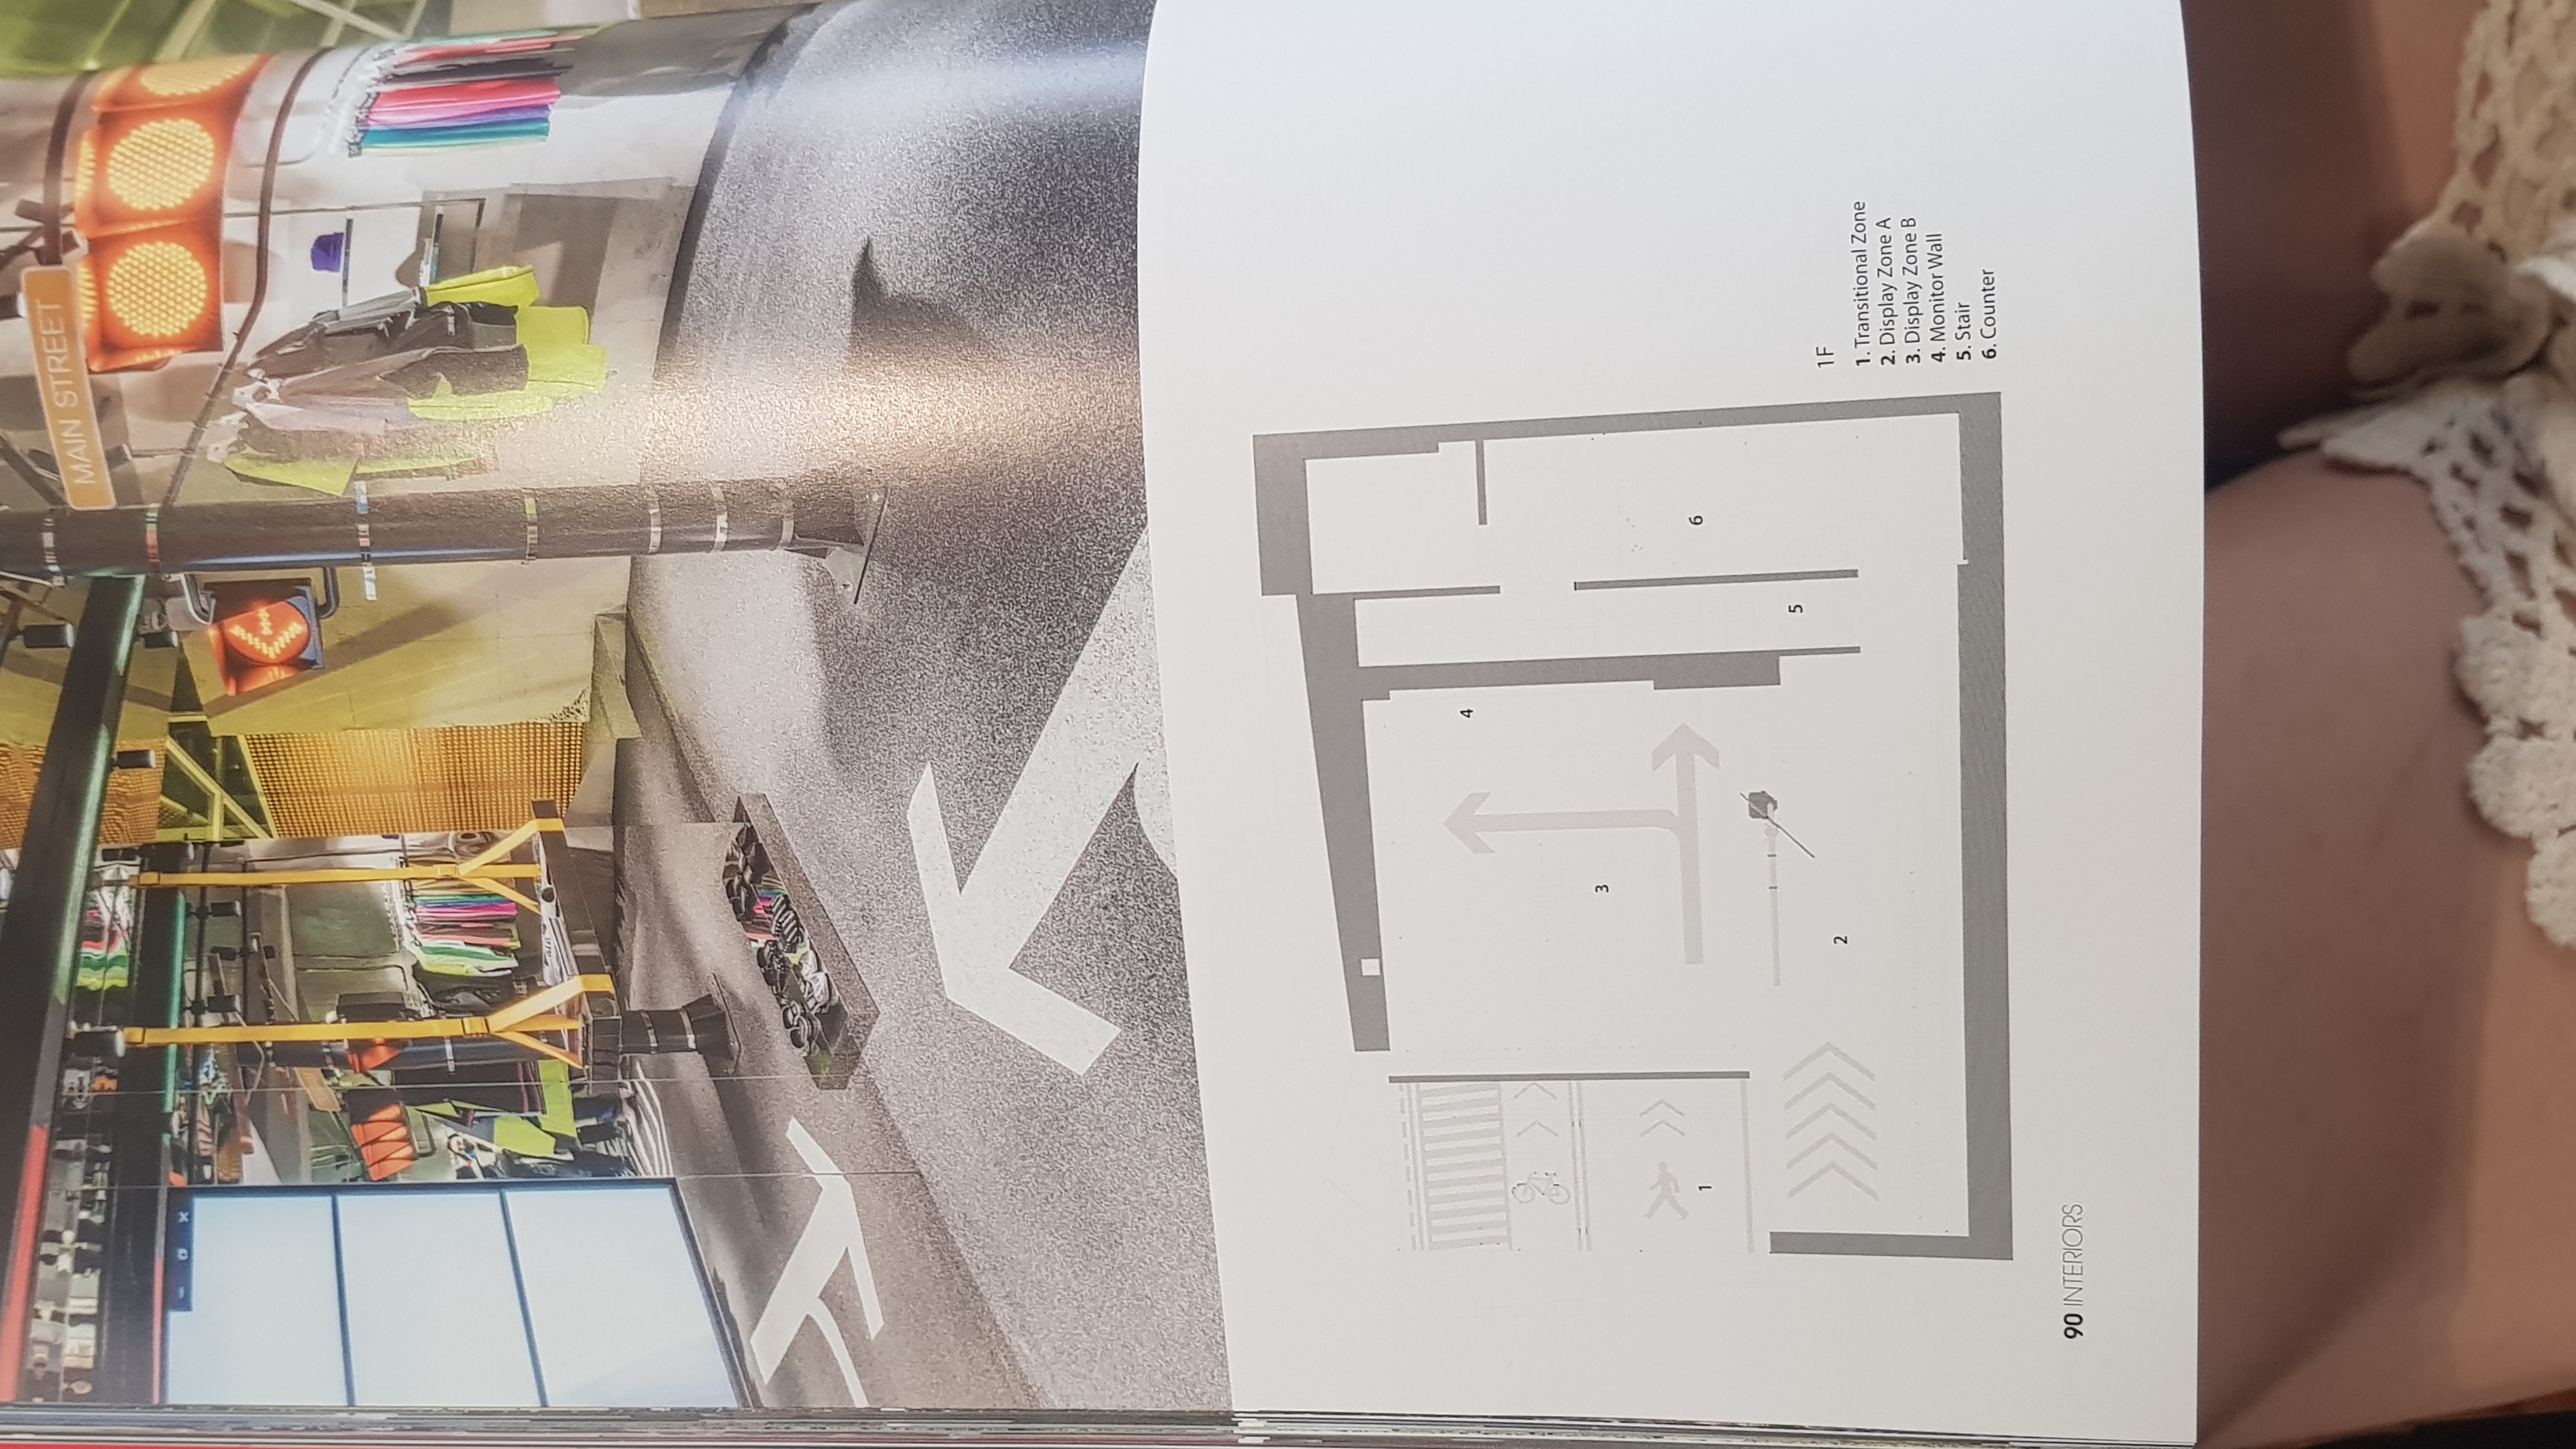 MAIN STREET
4
3
1
6
5
2
1F
1. Transitional Zone
2. Display Zone A
3. Display Zone B
4. Monitor Wall
5. Stair
6. Counter
90 INTERIORS